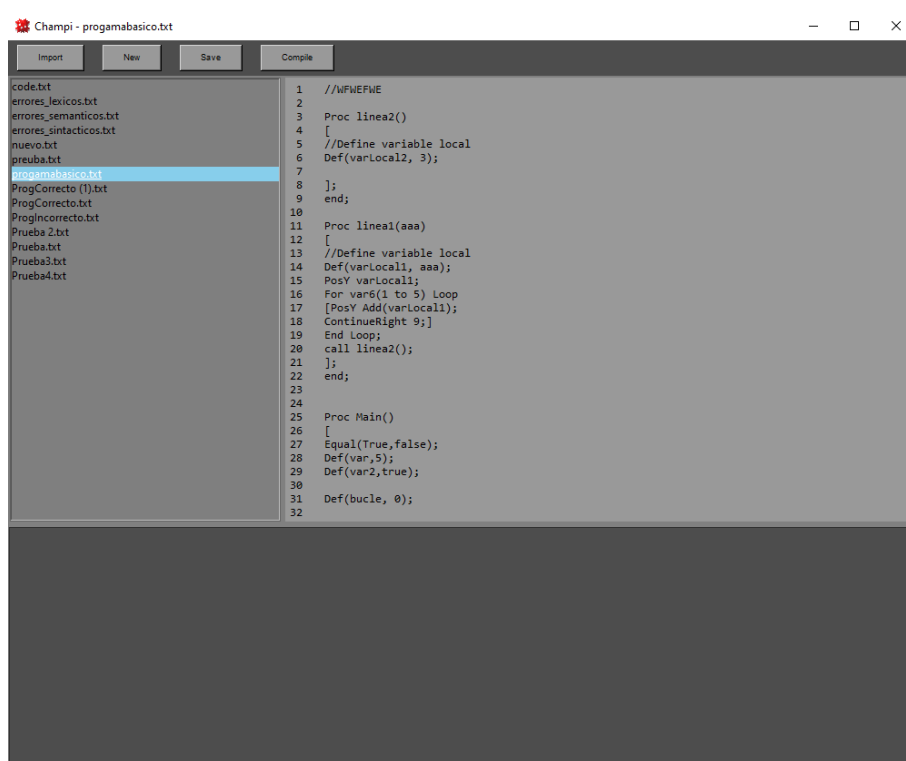 Champi - progamabasico.txt
Import New Save Compile
code.txt
errores_lexicos.txt
errores_semanticos.txt
errores_sintacticos.txt
nuevo.txt
preuba.txt
progamabasico.txt
ProgCorrecto (1).txt
ProgCorrecto.txt
ProgIncorrecto.txt
Prueba 2.txt
Prueba.txt
Prueba3.txt
Prueba4.txt
1 //WFWEFWE
2
3 Proc linea2()
4 [
5 //Define variable local
6 Def(varLocal2, 3);
7
8 ];
9 end;
10
11 Proc linea1(aaa)
12 [
13 //Define variable local
14 Def(varLocal1, aaa);
15 PosY varLocal1;
16 For var6(1 to 5) Loop
17 [PosY Add(varLocal1);
18 ContinueRight 9;]
19 End Loop;
20 call linea2();
21 ];
22 end;
23
24
25 Proc Main()
26 [
27 Equal(True,false);
28 Def(var,5);
29 Def(var2,true);
30
31 Def(bucle, 0);
32